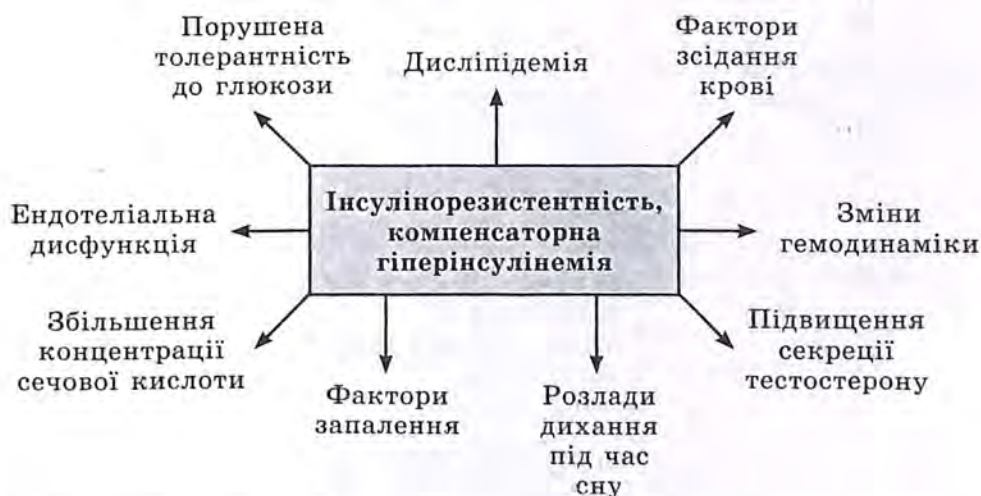 Порушена
толерантність
до глюкози
Дисліпідемія
Фактори
зсідання
крові
Ендотеліальна
дисфункція
Інсулінорезистентність,
компенсаторна
гіперінсулінемія
Зміни
гемодинаміки
Збільшення
концентрації
сечової кислоти
Фактори
запалення
Розлади
дихання
під час
сну
Підвищення
секреції
тестостерону